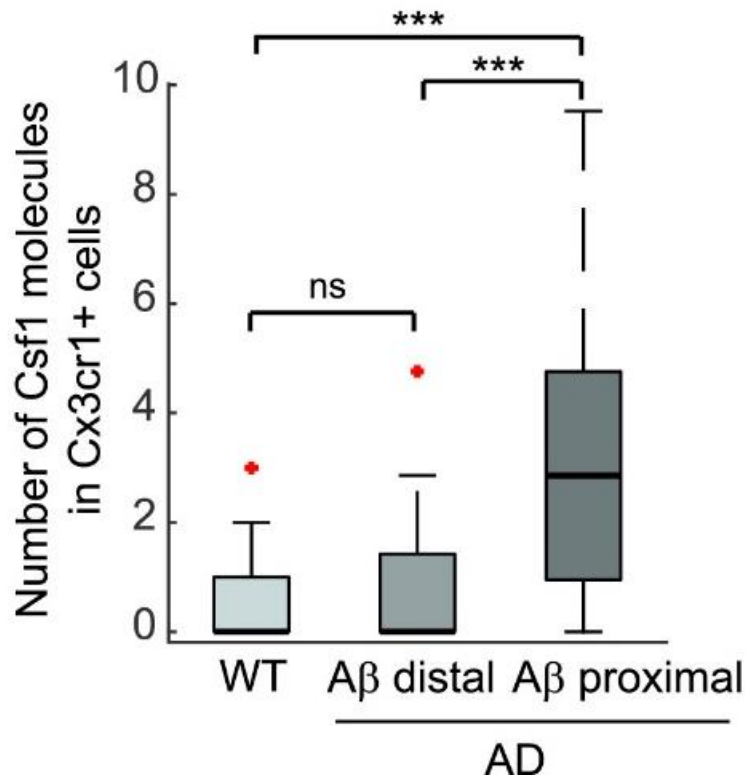 ***
***
10
8
6
4
2
0
ns
Number of Csf1 molecules
in Cx3cr1+ cells
WT Aβ distal Aβ proximal
AD